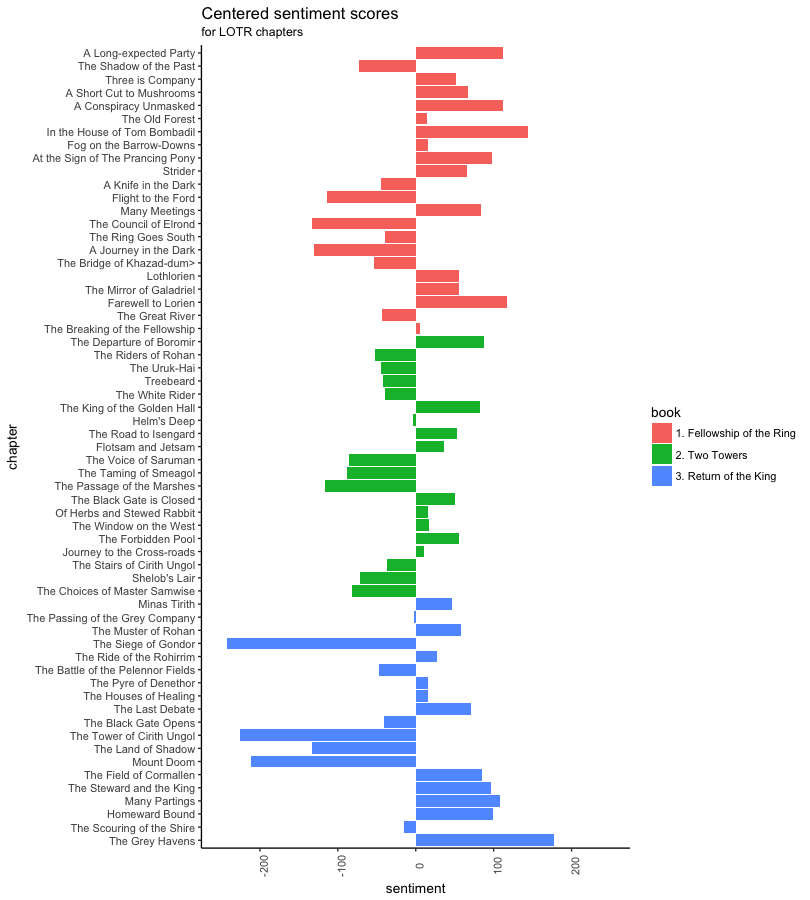 Centered sentiment scores
for LOTR chapters
A Long-expected Party
The Shadow of the Past
Three is Company
A Short Cut to Mushrooms
A Conspiracy Unmasked
The Old Forest
In the House of Tom Bombadil
Fog on the Barrow-Downs
At the Sign of The Prancing Pony
Strider
A Knife in the Dark
Flight to the Ford
Many Meetings
The Council of Elrond
The Ring Goes South
A Journey in the Dark
The Bridge of Khazad-dum>
Lothlorien
The Mirror of Galadriel
Farewell to Lorien
The Great River
The Breaking of the Fellowship
The Departure of Boromir
The Riders of Rohan
The Uruk-Hai
Treebeard
The White Rider
The King of the Golden Hall
Helm's Deep
The Road to Isengard
Flotsam and Jetsam
The Voice of Saruman
The Taming of Smeagol
The Passage of the Marshes
The Black Gate is Closed
Of Herbs and Stewed Rabbit
The Window on the West
The Forbidden Pool
Journey to the Cross-roads
The Stairs of Cirith Ungol
Shelob's Lair
The Choices of Master Samwise
Minas Tirith
The Passing of the Grey Company
The Muster of Rohan
The Siege of Gondor
The Ride of the Rohirrim
The Battle of the Pelennor Fields
The Pyre of Denethor
The Houses of Healing
The Last Debate
The Black Gate Opens
The Tower of Cirith Ungol
The Land of Shadow
Mount Doom
The Field of Cormallen
The Steward and the King
Many Partings
Homeward Bound
The Scouring of the Shire
The Grey Havens
chapter
-200
-100
0
100
200
sentiment
book
1. Fellowship of the Ring
2. Two Towers
3. Return of the King